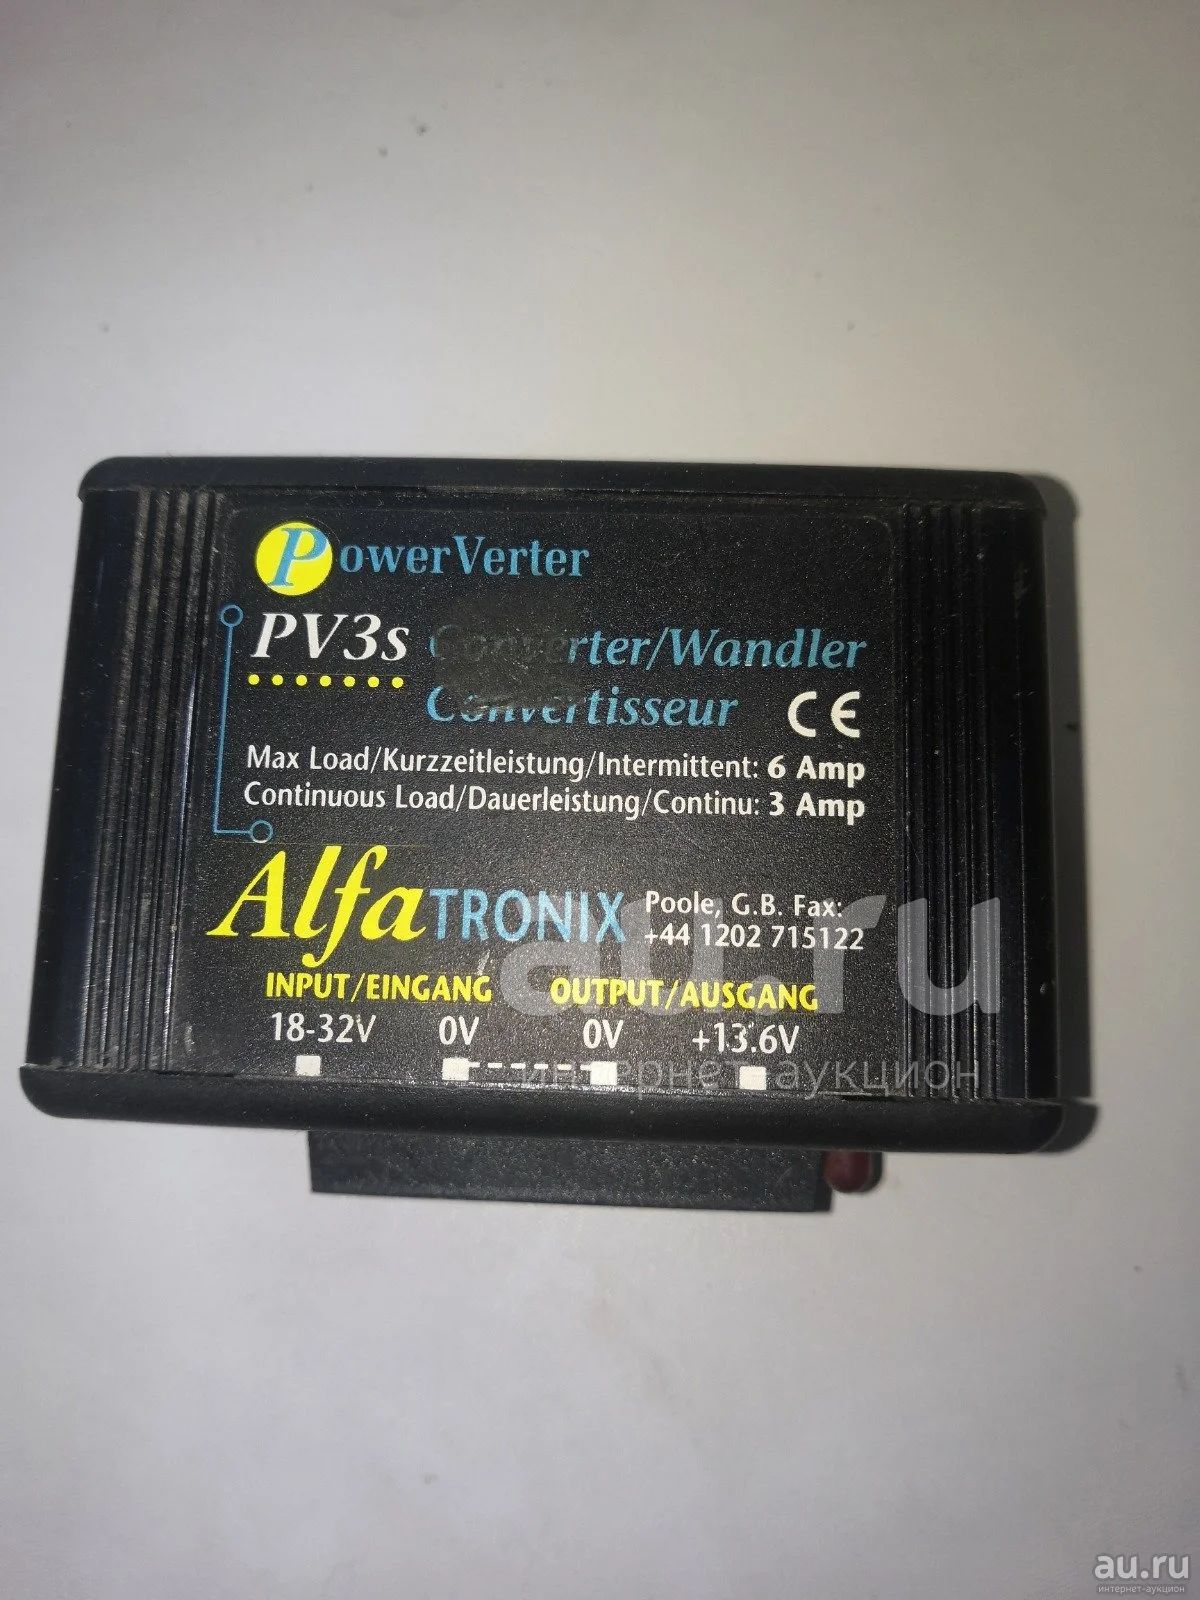 PowerVerter
PV3s Converter/Wandler
Convertisseur CE
Max Load/Kurzzeitleistung/Intermittent: 6 Amp
Continuous Load/Dauerleistung/Continu: 3 Amp
AlfaTRONIX Poole, G.B. Fax:
+44 1202 715122
INPUT/EINGANG OUTPUT/AUSGANG
18-32V 0V 0V +13.6V
au.ru
интернет-аукцион
au.ru
интернет-аукцион